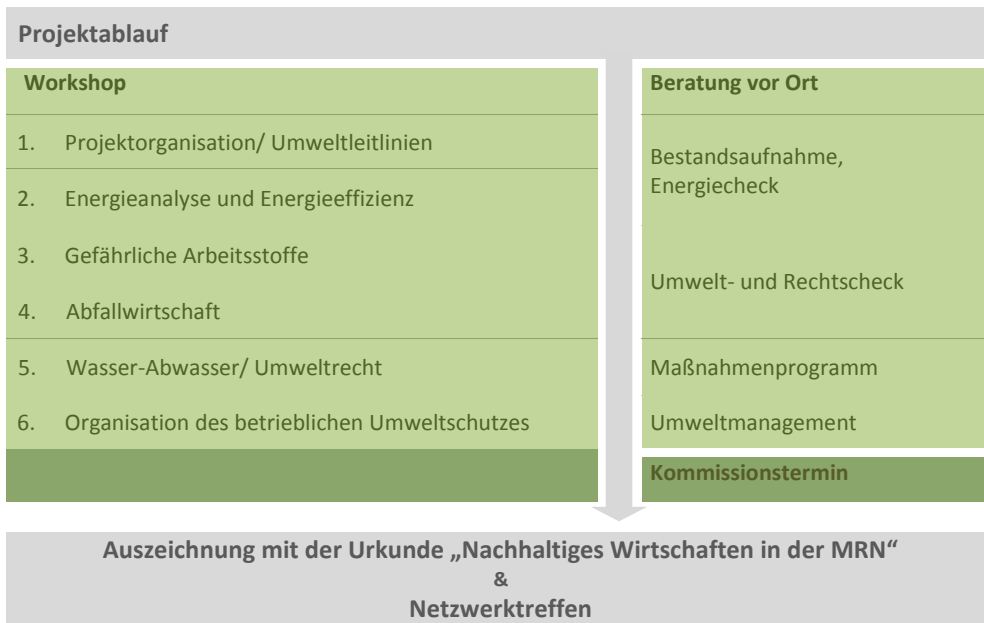 Projektablauf
Workshop
1. Projektorganisation/ Umweltleitlinien
2. Energieanalyse und Energieeffizienz
3. Gefährliche Arbeitsstoffe
4. Abfallwirtschaft
5. Wasser-Abwasser/ Umweltrecht
6. Organisation des betrieblichen Umweltschutzes
Beratung vor Ort
Bestandsaufnahme,
Energiecheck
Umwelt- und Rechtscheck
Maßnahmenprogramm
Umweltmanagement
Kommissionstermin
Auszeichnung mit der Urkunde „Nachhaltiges Wirtschaften in der MRN“
&
Netzwerktreffen